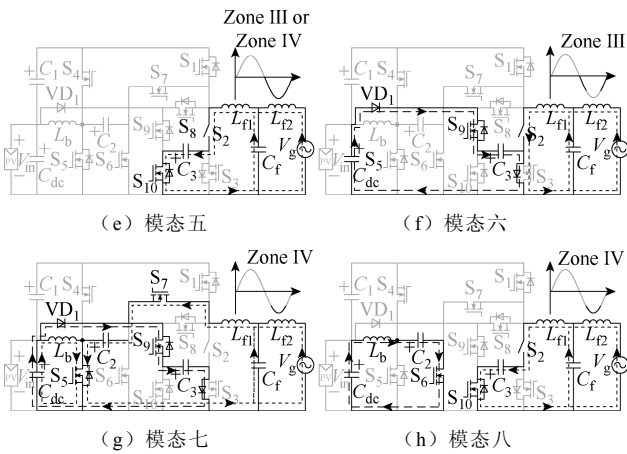 Zone III or
Zone IV
C1 S4 S1 S7 VD1 S8 Lf1 Lf2
Lb C2 S9 S2 Vg
PV Vin Cdc S5 S6 S10 C3 S3 Cf
(e) 模态五
Zone III
C1 S4 S1 S7 VD1 S8 Lf1 Lf2
Lb C2 S9 S2 Vg
PV Vin Cdc S5 S6 S10 C3 S3 Cf
(f) 模态六
Zone IV
C1 S4 S1 S7 VD1 S8 Lf1 Lf2
Lb C2 S9 S2 Vg
PV Vin Cdc S5 S6 S10 C3 S3 Cf
(g) 模态七
Zone IV
C1 S4 S1 S7 VD1 S8 Lf1 Lf2
Lb C2 S9 S2 Vg
PV Vin Cdc S5 S6 S10 C3 S3 Cf
(h) 模态八